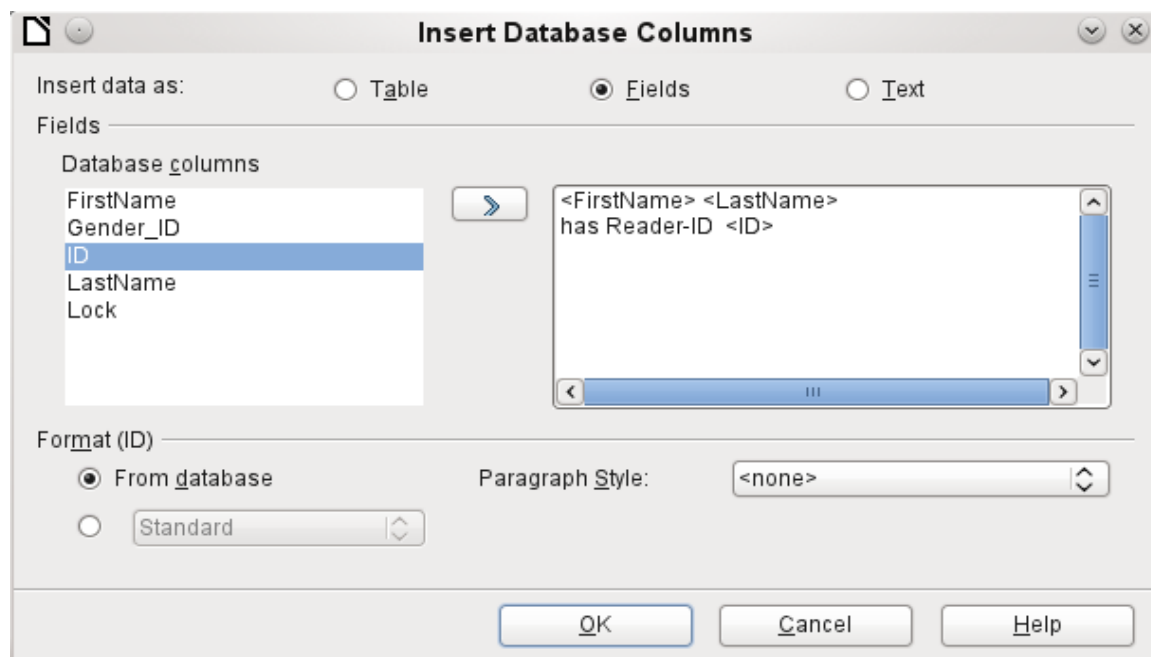 Insert Database Columns
Insert data as: Table Fields Text
Fields
Database columns
FirstName
Gender_ID
ID
LastName
Lock
<FirstName> <LastName>
has Reader-ID  <ID>
Format (ID)
From database Paragraph Style: <none>
Standard
OK Cancel Help